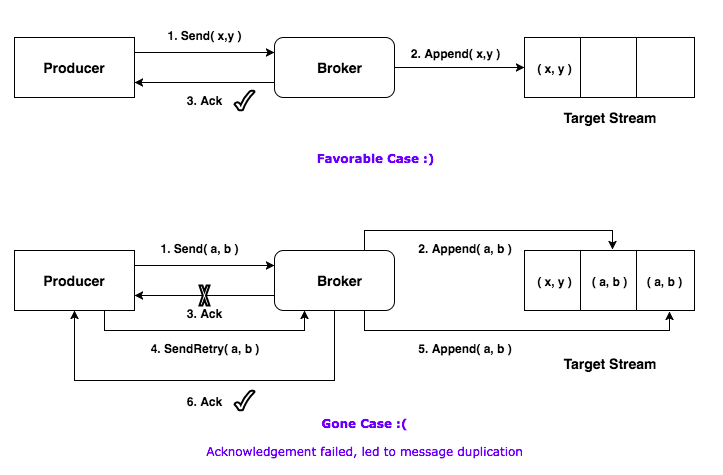 1. Send( x,y )
Producer
Broker
2. Append( x,y )
( x, y )
3. Ack
Target Stream
Favorable Case :)
1. Send( a, b )
Producer
Broker
2. Append( a, b )
( x, y )
( a, b )
( a, b )
3. Ack
4. SendRetry( a, b )
5. Append( a, b )
Target Stream
6. Ack
Gone Case :(
Acknowledgement failed, led to message duplication